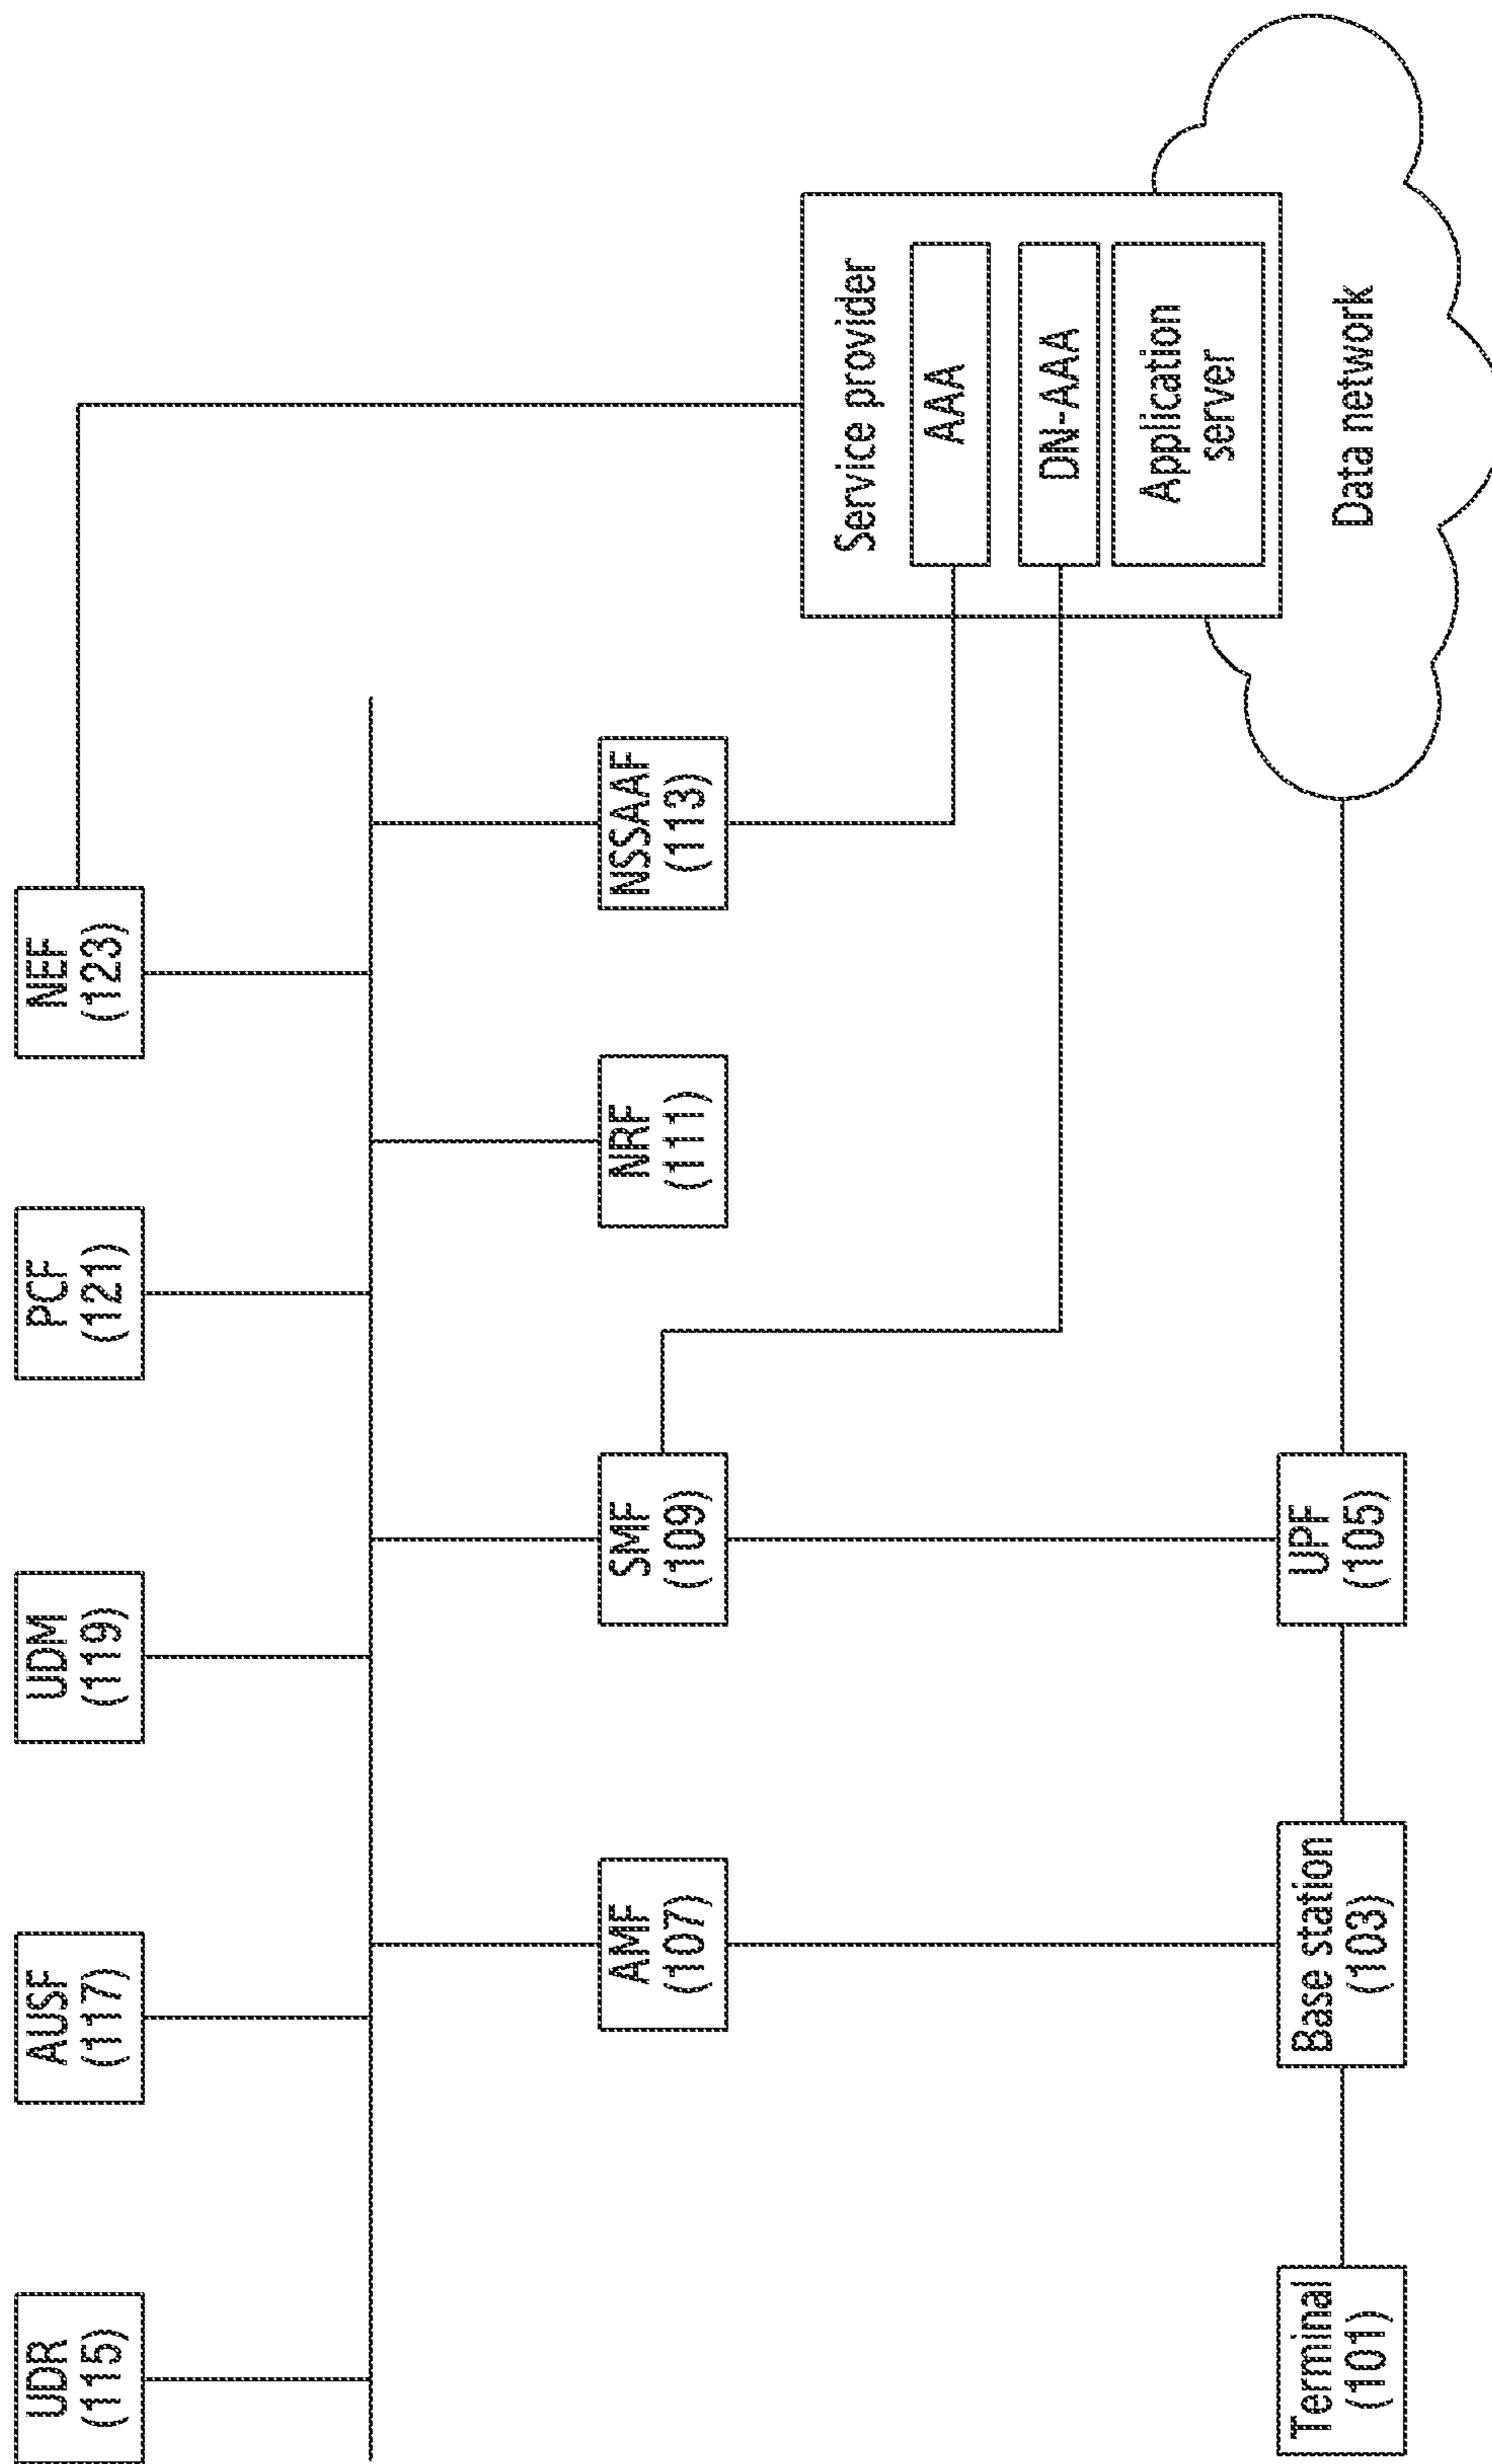 UDR
(115)
AUSF
(117)
UDM
(119)
PCF
(121)
NEF
(123)
AMF
(107)
SMF
(109)
NRF
(111)
NSSAAF
(113)
Service provider
AAA
DN-AAA
Application
server
Terminal
(101)
Base station
(103)
UPF
(105)
Data network